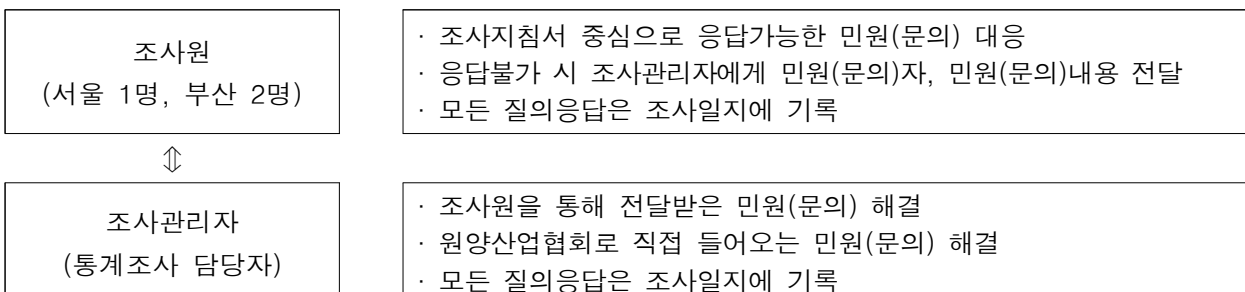 조사원
(서울 1명, 부산 2명)
· 조사지침서 중심으로 응답가능한 민원(문의) 대응
· 응답불가 시 조사관리자에게 민원(문의)자, 민원(문의)내용 전달
· 모든 질의응답은 조사일지에 기록
⇕
조사관리자
(통계조사 담당자)
· 조사원을 통해 전달받은 민원(문의) 해결
· 원양산업협회로 직접 들어오는 민원(문의) 해결
· 모든 질의응답은 조사일지에 기록